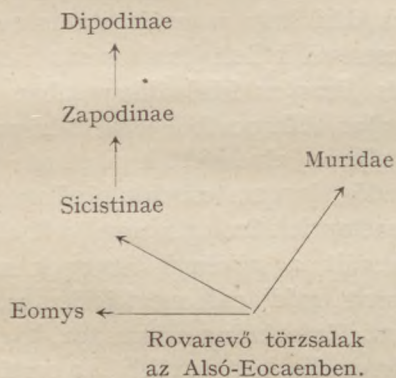 Dipodinae
Zapodinae
Muridae
Sicistinae
Eomys
Rovarevő törzsalak
az Alsó-Eocaenben.